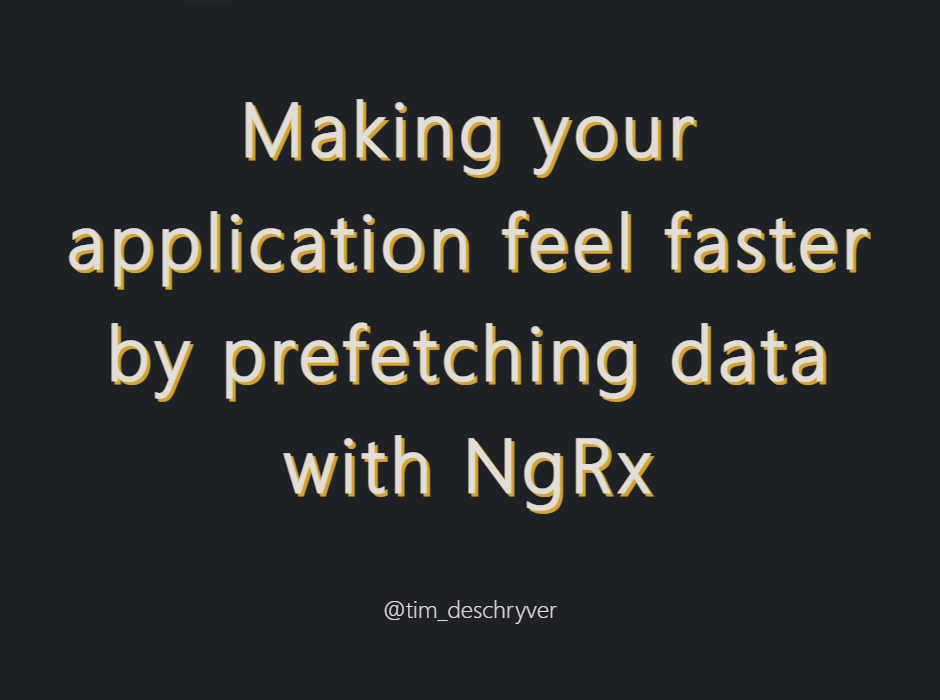 Making your
application feel faster
by prefetching data
with NgRx
@tim_deschryver